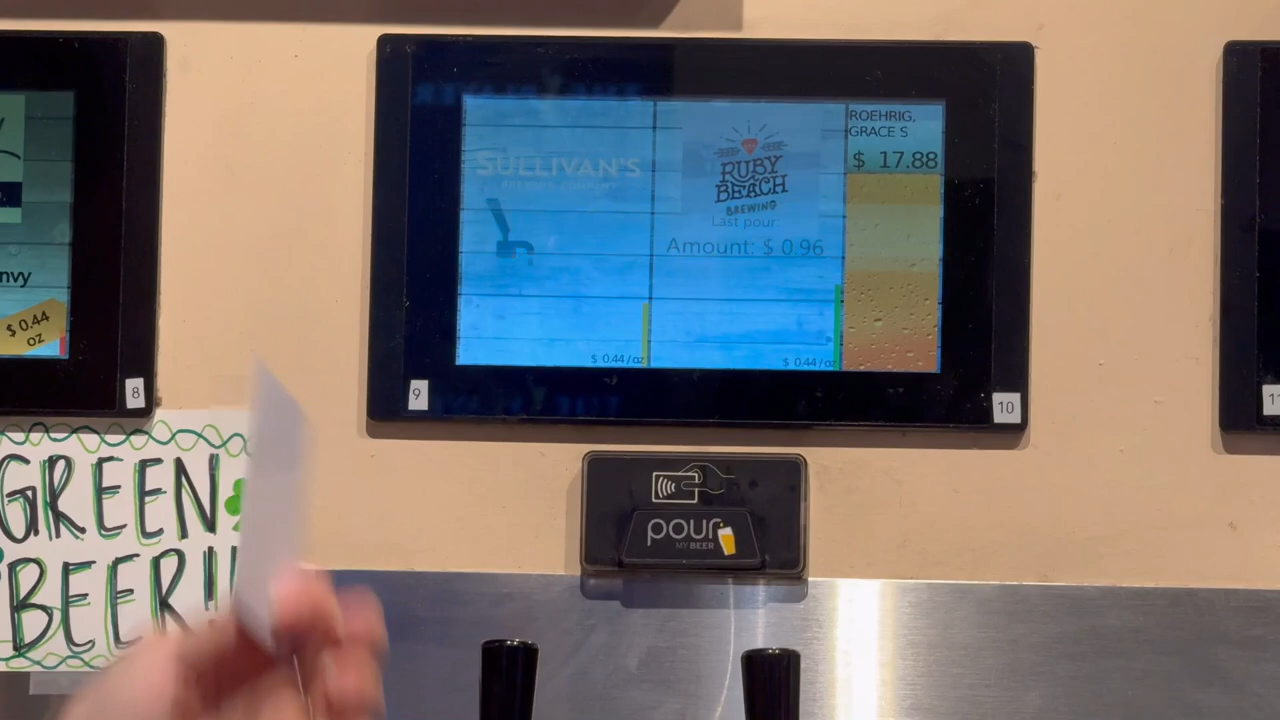 nvy
$ 0.44
oz
8
GREEN
BEER!!
SULLIVAN'S
$ 0.44/oz
9
RUBY
BEACH
BREWING
Last pour
Amount: $ 0.96
$ 0.44/oz
ROEHRIG,
GRACE S
$ 17.88
10
pour
MY BEER
11